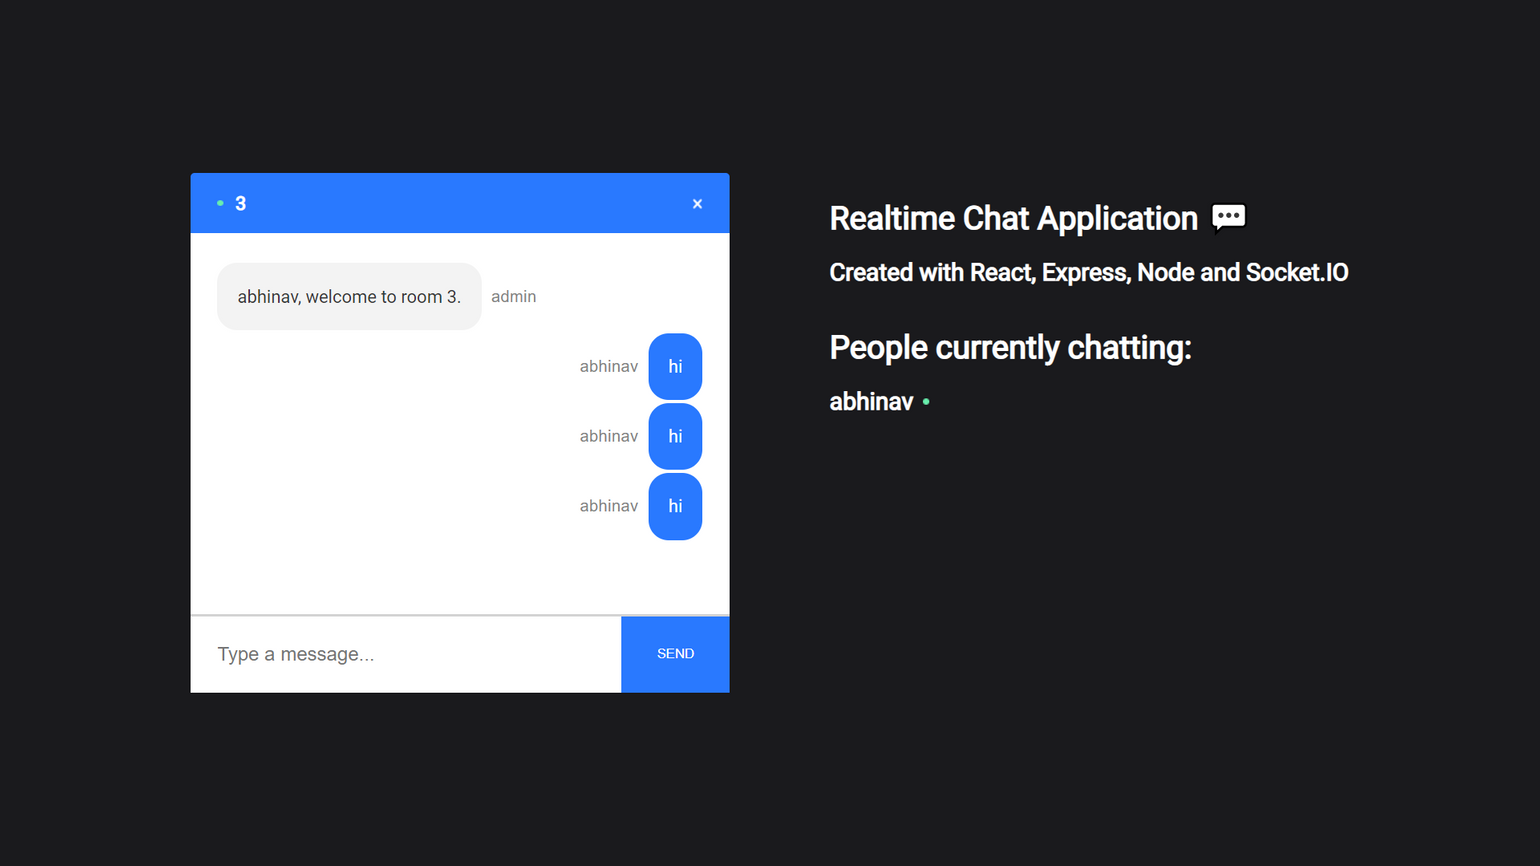 3
×
abhinav, welcome to room 3.
admin
abhinav
hi
abhinav
hi
abhinav
hi
Type a message...
SEND
Realtime Chat Application 💬
Created with React, Express, Node and Socket.IO
People currently chatting:
abhinav